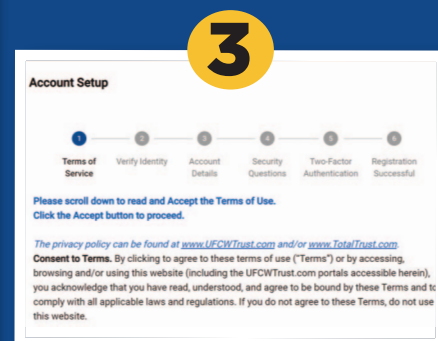 3
Account Setup
1 2 3 4 5 6
Terms of Service Verify Identity Account Details Security Questions Two-Factor Authentication Registration Successful
Please scroll down to read and Accept the Terms of Use.
Click the Accept button to proceed.
The privacy policy can be found at www.UFCWTrust.com and/or www.TotalTrust.com.
Consent to Terms. By clicking to agree to these terms of use ("Terms") or by accessing,
browsing and/or using this website (including the UFCWTrust.com portals accessible herein),
you acknowledge that you have read, understood, and agree to be bound by these Terms and to
comply with all applicable laws and regulations. If you do not agree to these Terms, do not use
this website.